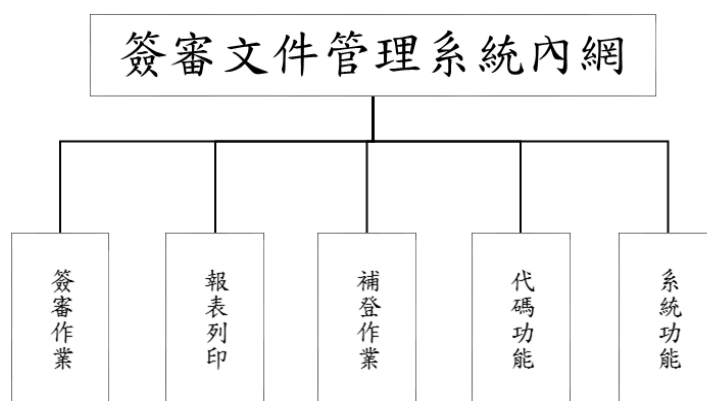 簽審文件管理系統內網
簽審作業
報表列印
補登作業
代碼功能
系統功能